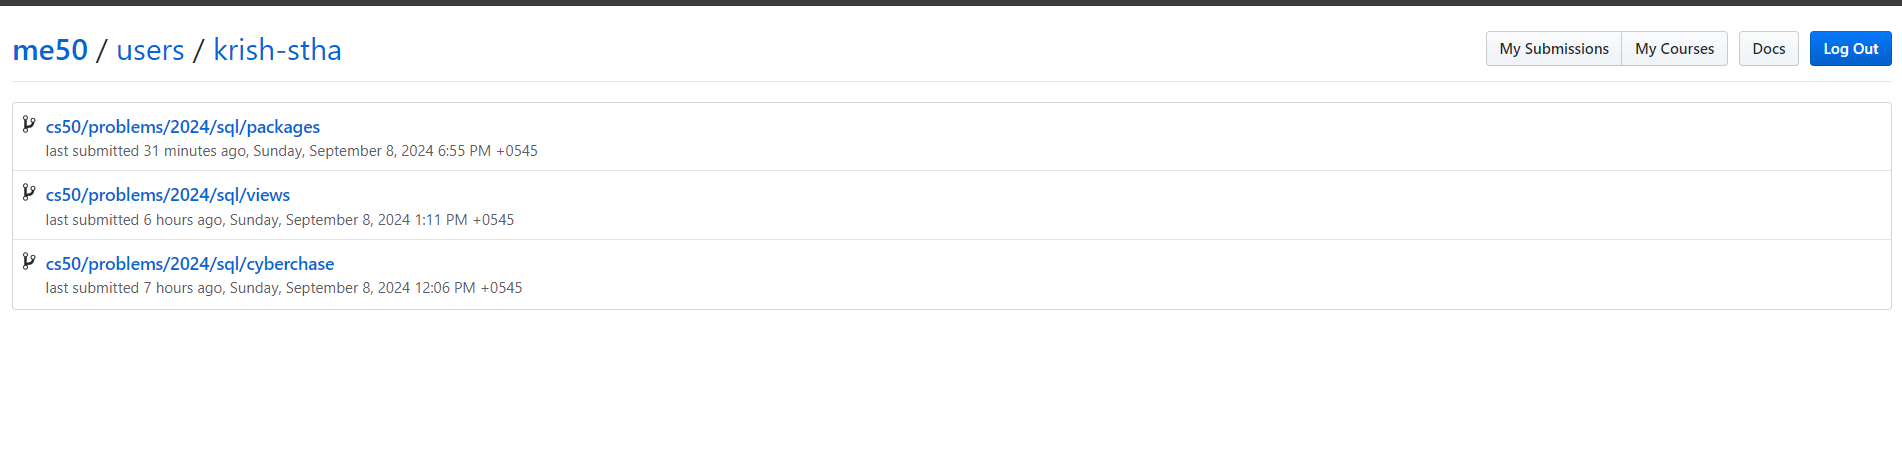 me50 / users / krish-stha
My Submissions My Courses Docs Log Out
cs50/problems/2024/sql/packages
last submitted 31 minutes ago, Sunday, September 8, 2024 6:55 PM +0545
cs50/problems/2024/sql/views
last submitted 6 hours ago, Sunday, September 8, 2024 1:11 PM +0545
cs50/problems/2024/sql/cyberchase
last submitted 7 hours ago, Sunday, September 8, 2024 12:06 PM +0545